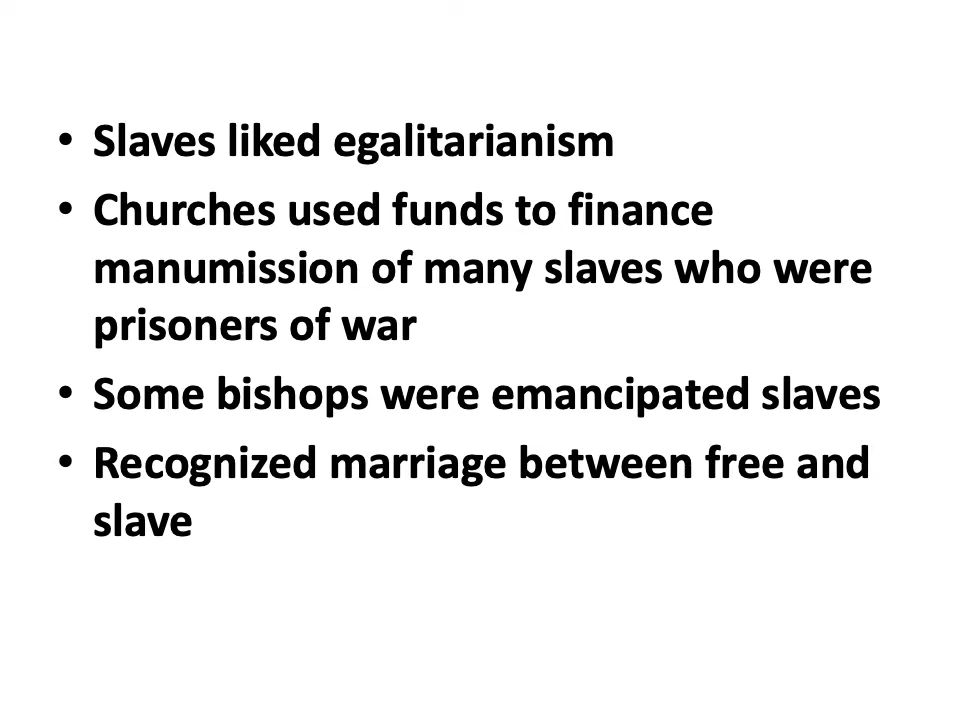 • Slaves liked egalitarianism
• Churches used funds to finance
manumission of many slaves who were
prisoners of war
• Some bishops were emancipated slaves
• Recognized marriage between free and
slave